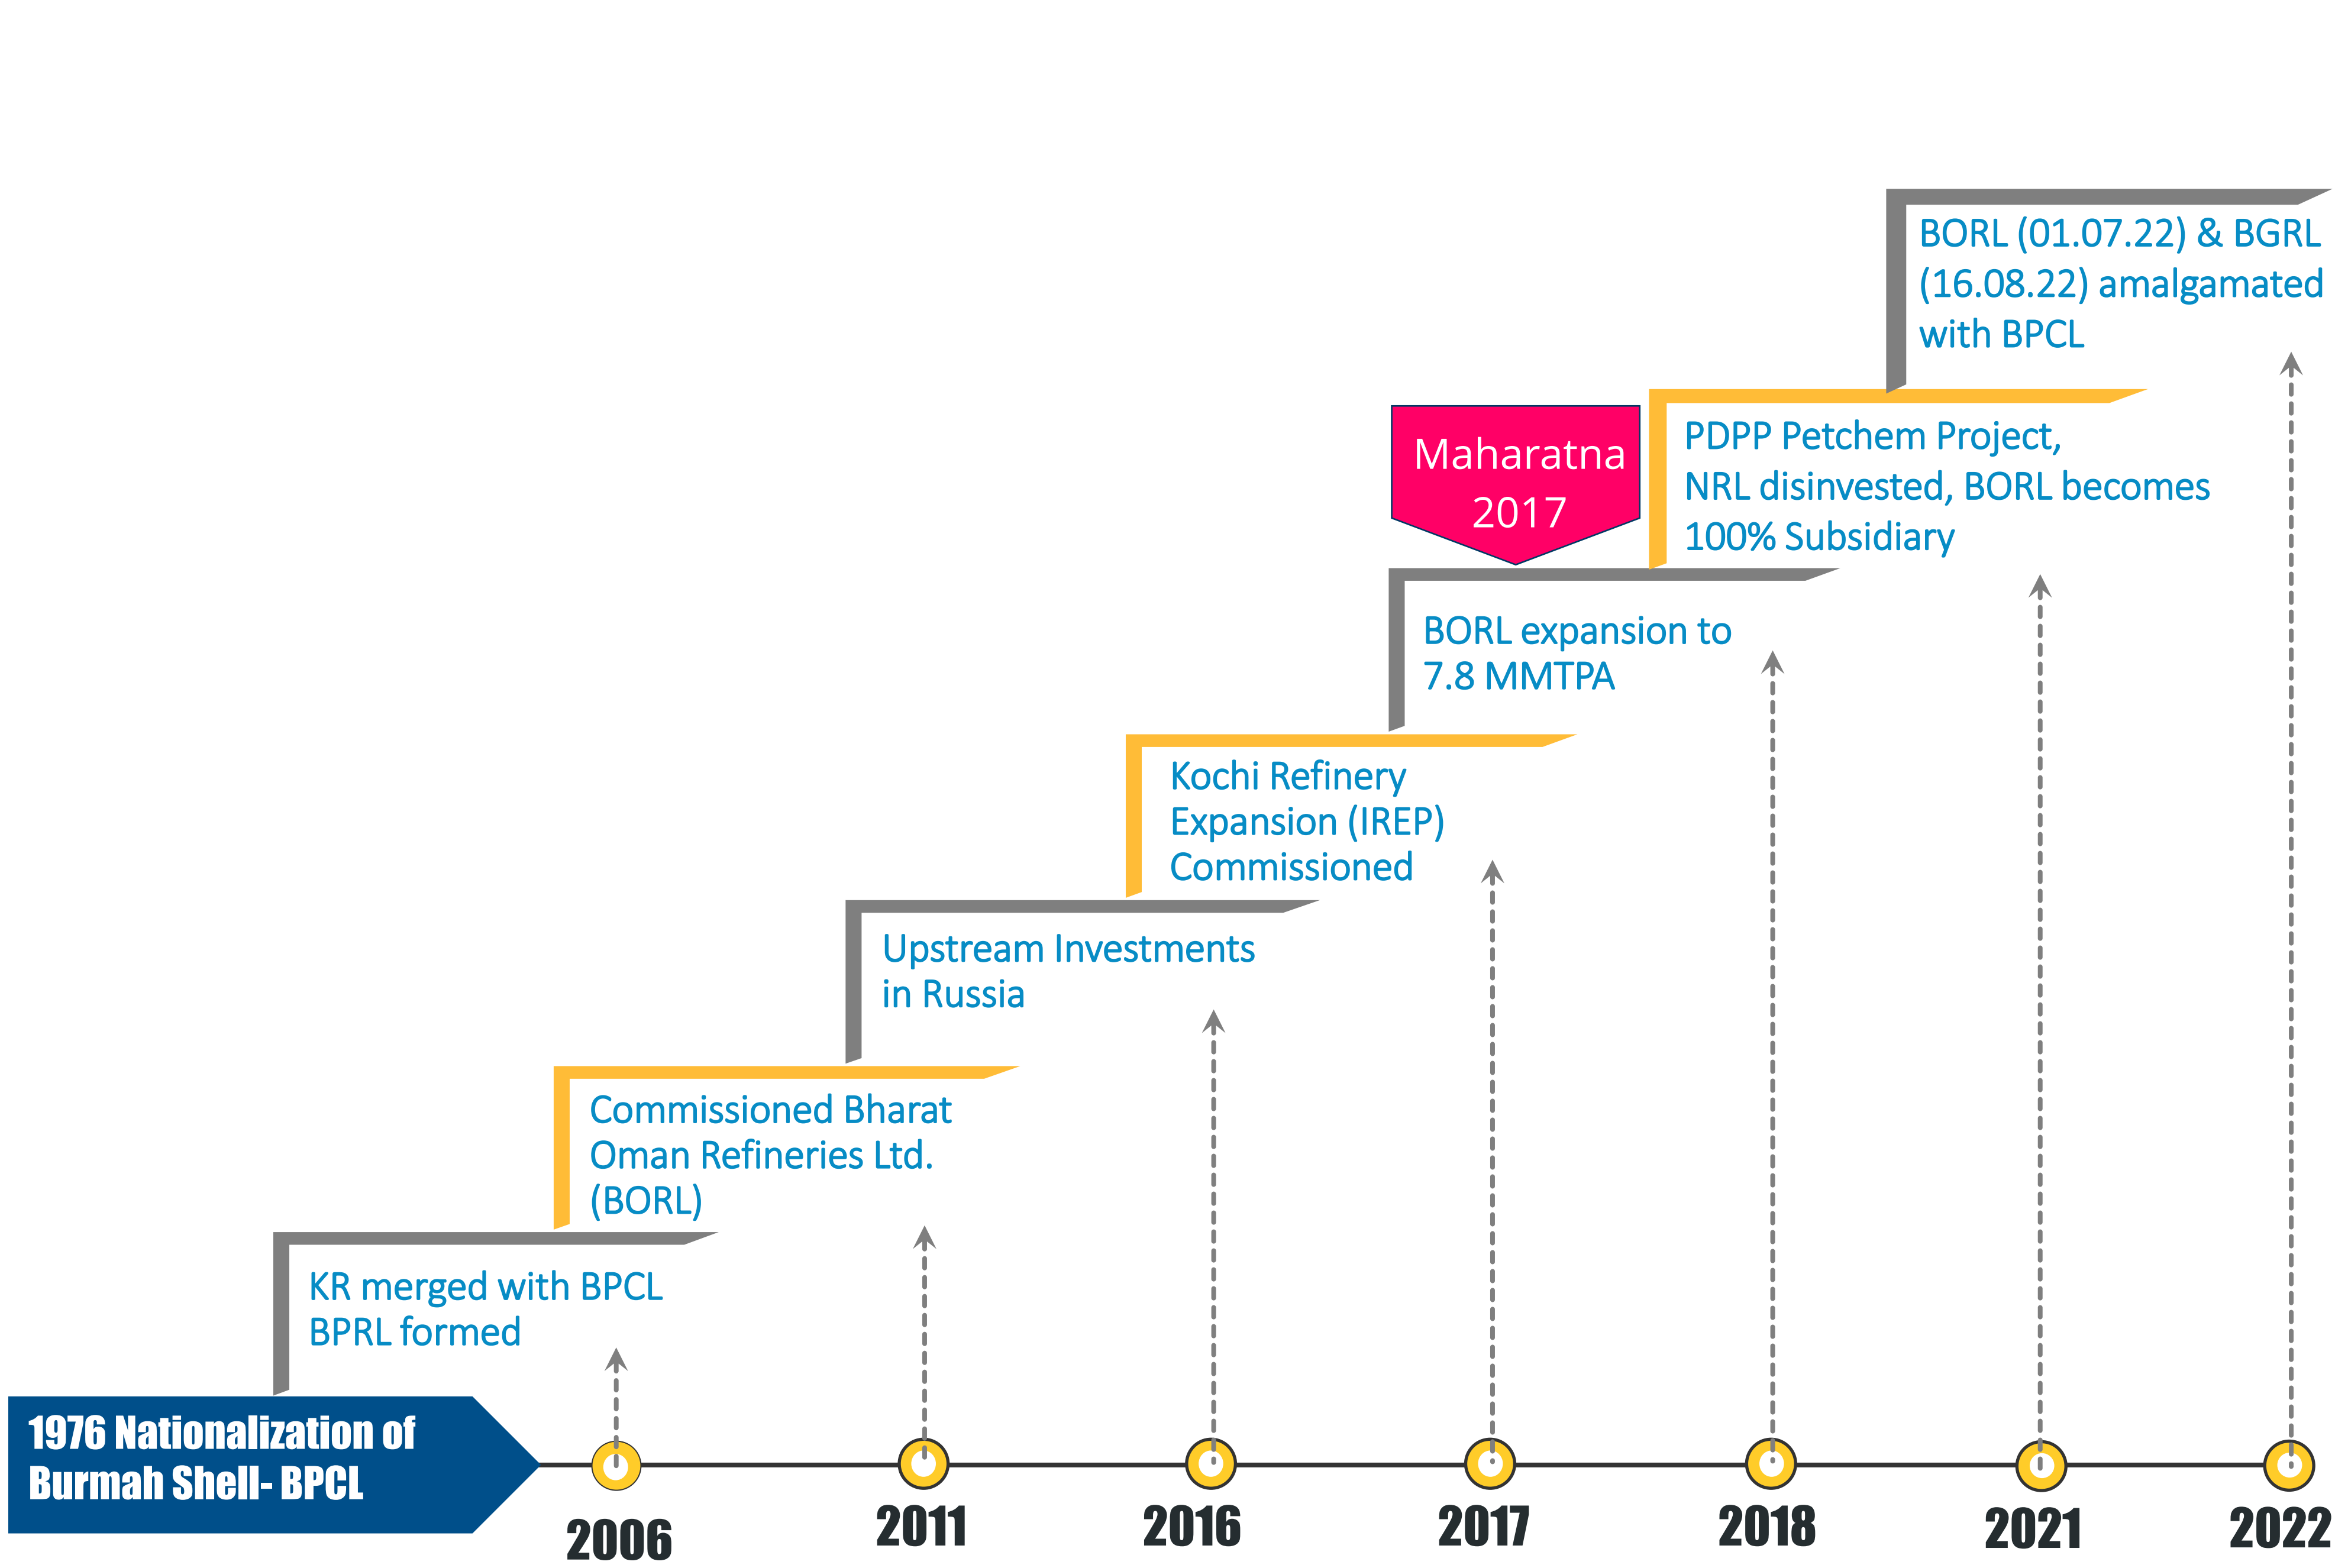 BORL (01.07.22) & BGRL
(16.08.22) amalgamated
with BPCL
Maharatna
2017
PDPP Petchem Project,
NRL disinvested, BORL becomes
100% Subsidiary
BORL expansion to
7.8 MMTPA
Kochi Refinery
Expansion (IREP)
Commissioned
Upstream Investments
in Russia
Commissioned Bharat
Oman Refineries Ltd.
(BORL)
KR merged with BPCL
BPRL formed
1976 Nationalization of
Burmah Shell- BPCL
2006
2011
2016
2017
2018
2021
2022